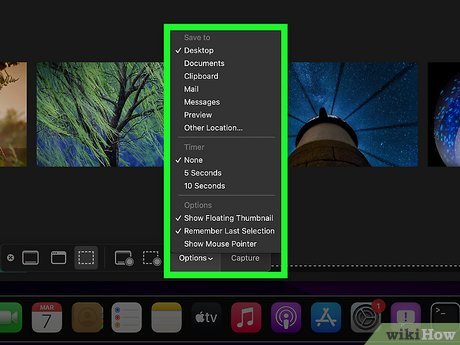 Save to
✓ Desktop
Documents
Clipboard
Mail
Messages
Preview
Other Location...
Timer
✓ None
5 Seconds
10 Seconds
Options
✓ Show Floating Thumbnail
✓ Remember Last Selection
Show Mouse Pointer
Options
Capture
MAR
7
tv
1
wikiHow